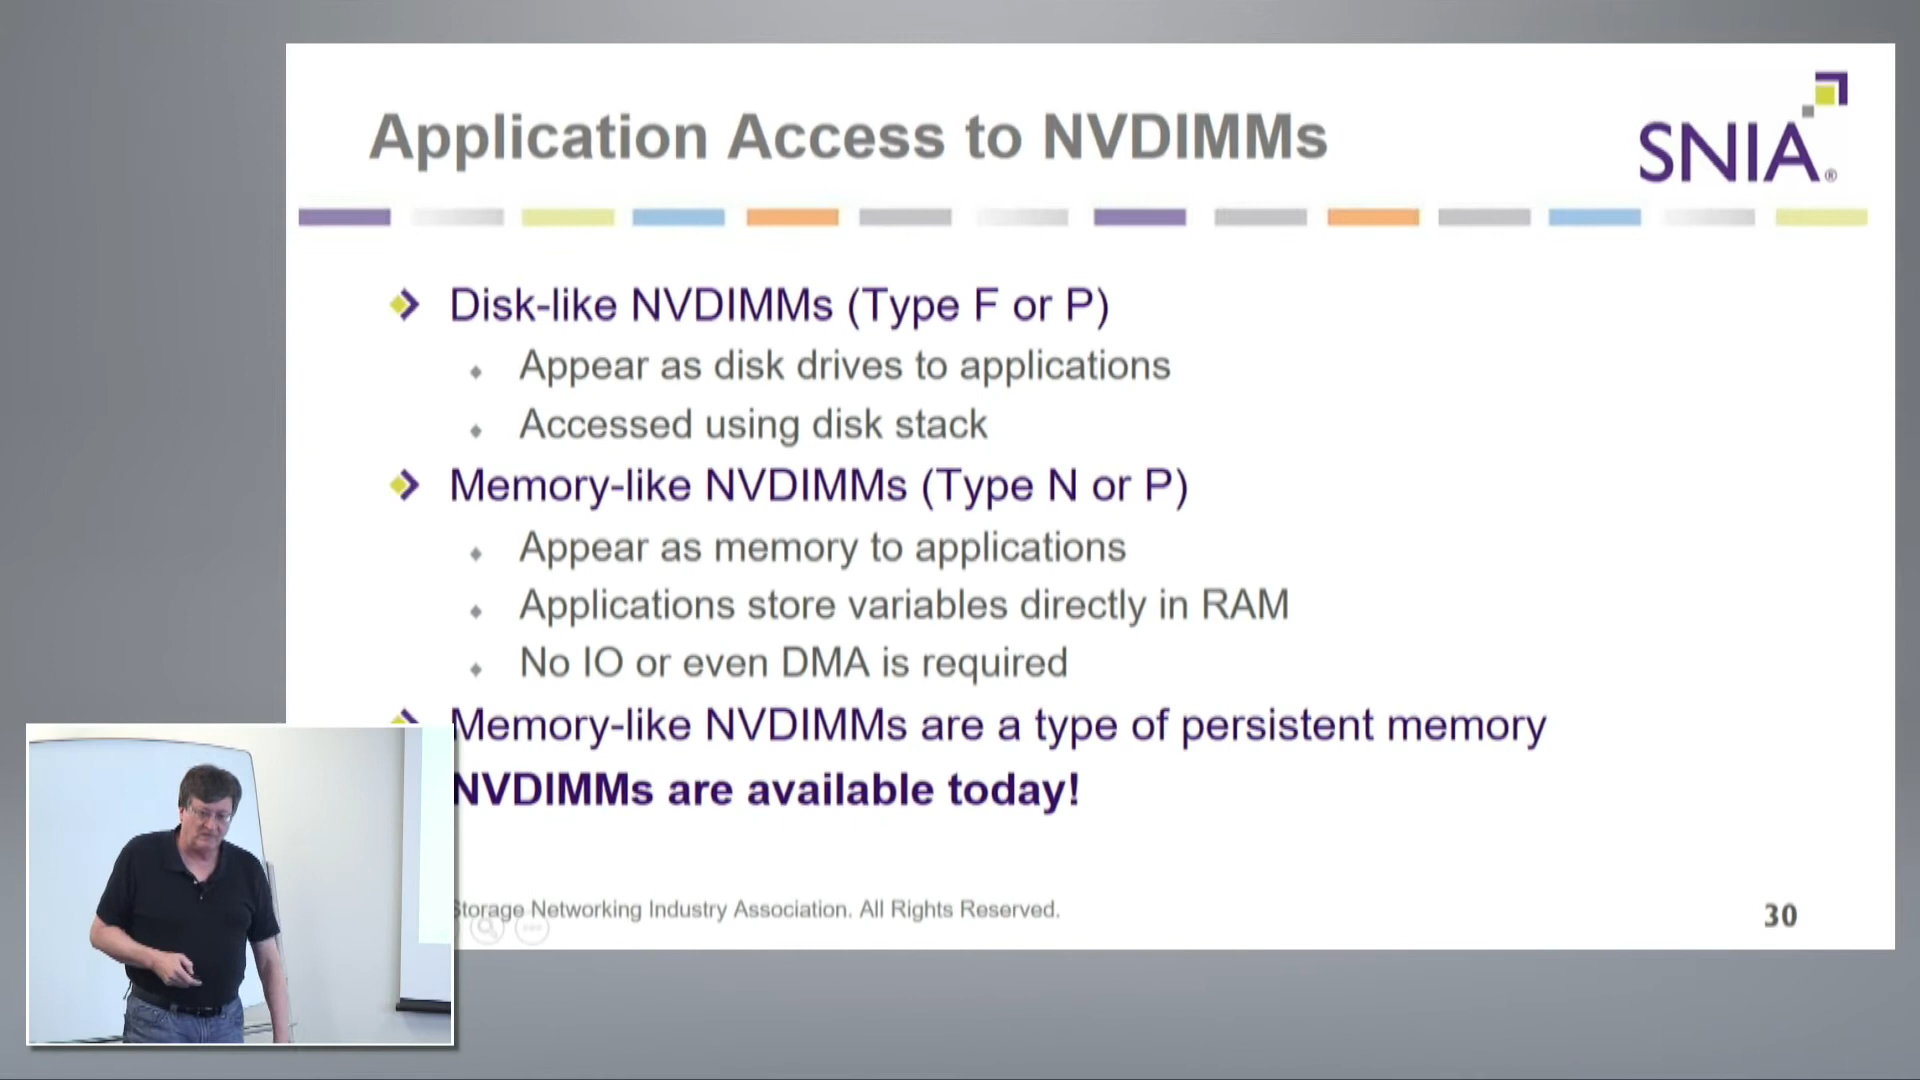 Application Access to NVDIMMs
SNIA®
Disk-like NVDIMMs (Type F or P)
Appear as disk drives to applications
Accessed using disk stack
Memory-like NVDIMMs (Type N or P)
Appear as memory to applications
Applications store variables directly in RAM
No IO or even DMA is required
Memory-like NVDIMMs are a type of persistent memory
NVDIMMs are available today!
Storage Networking Industry Association. All Rights Reserved.
30